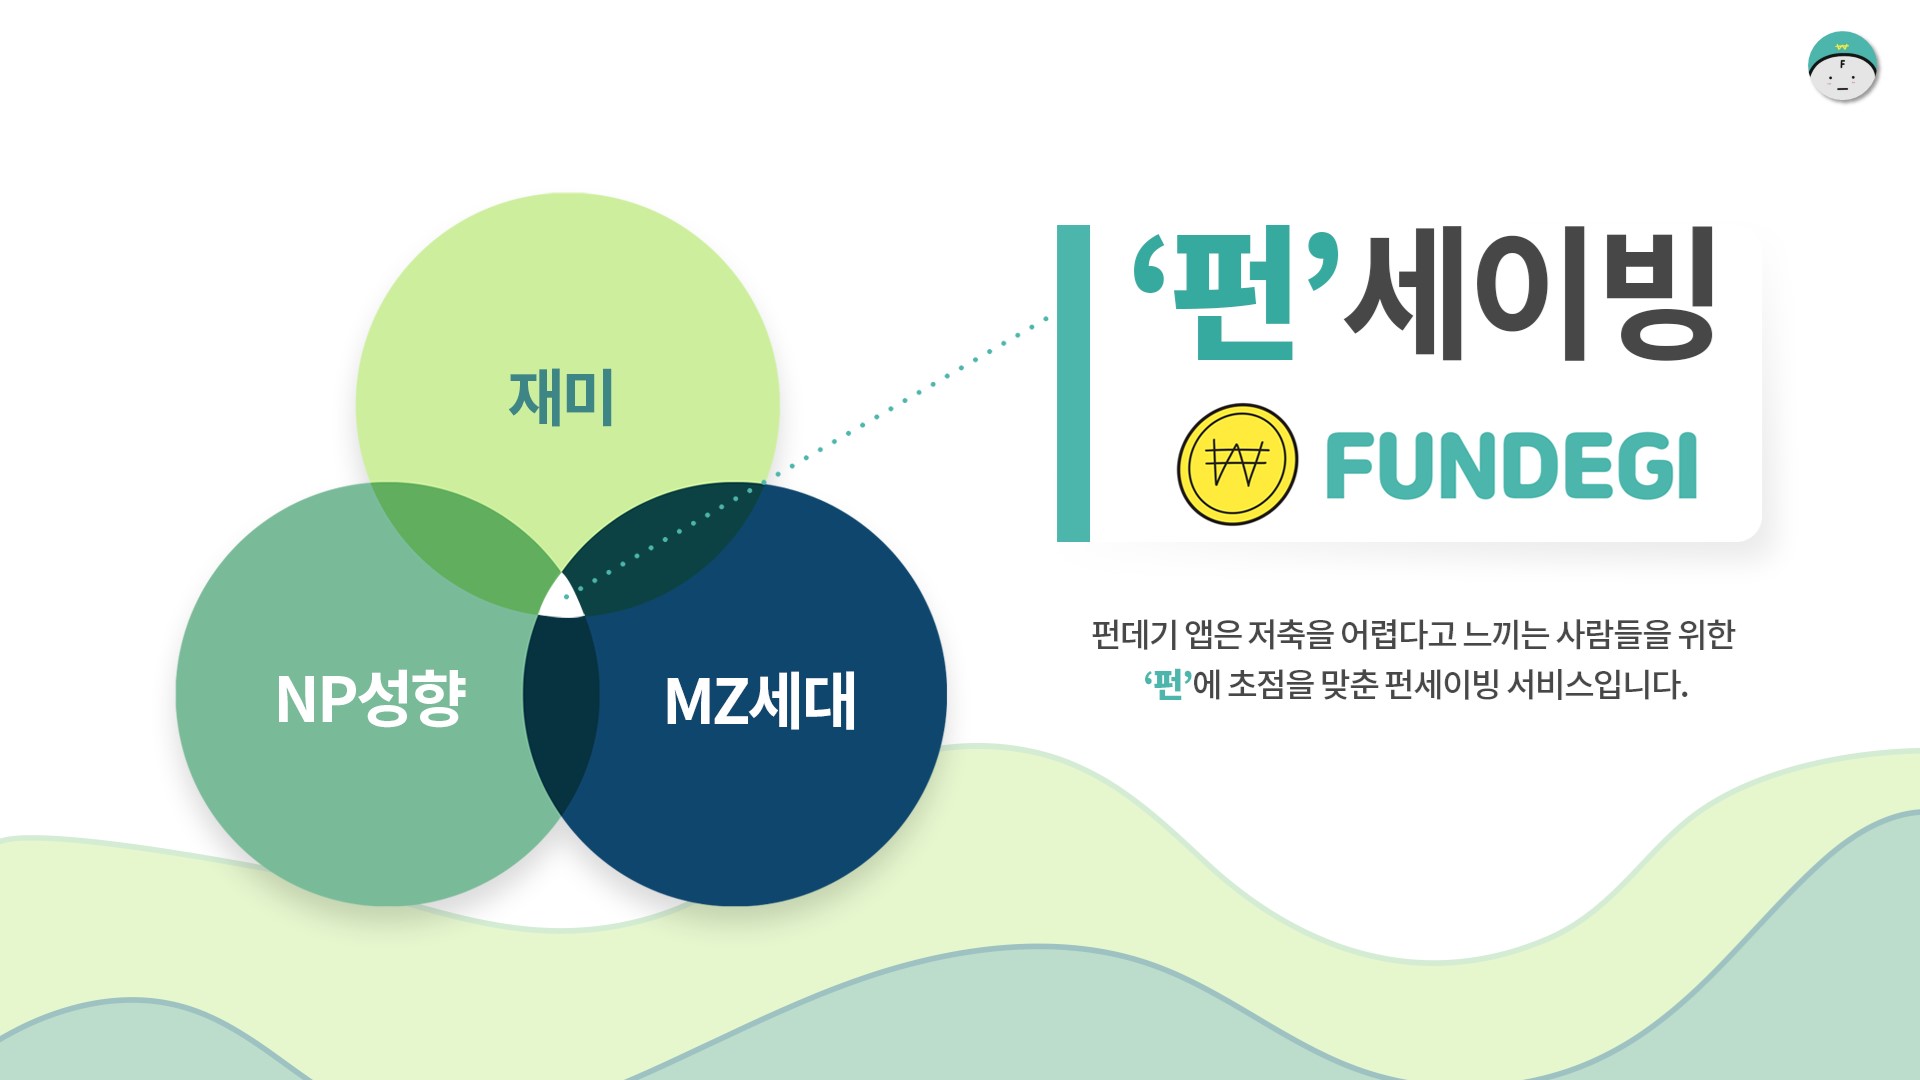 재미
NP성향
MZ세대
‘펀’세이빙
₩ FUNDEGI
펀데기 앱은 저축을 어렵다고 느끼는 사람들을 위한
‘펀’에 초점을 맞춘 펀세이빙 서비스입니다.
₩
F